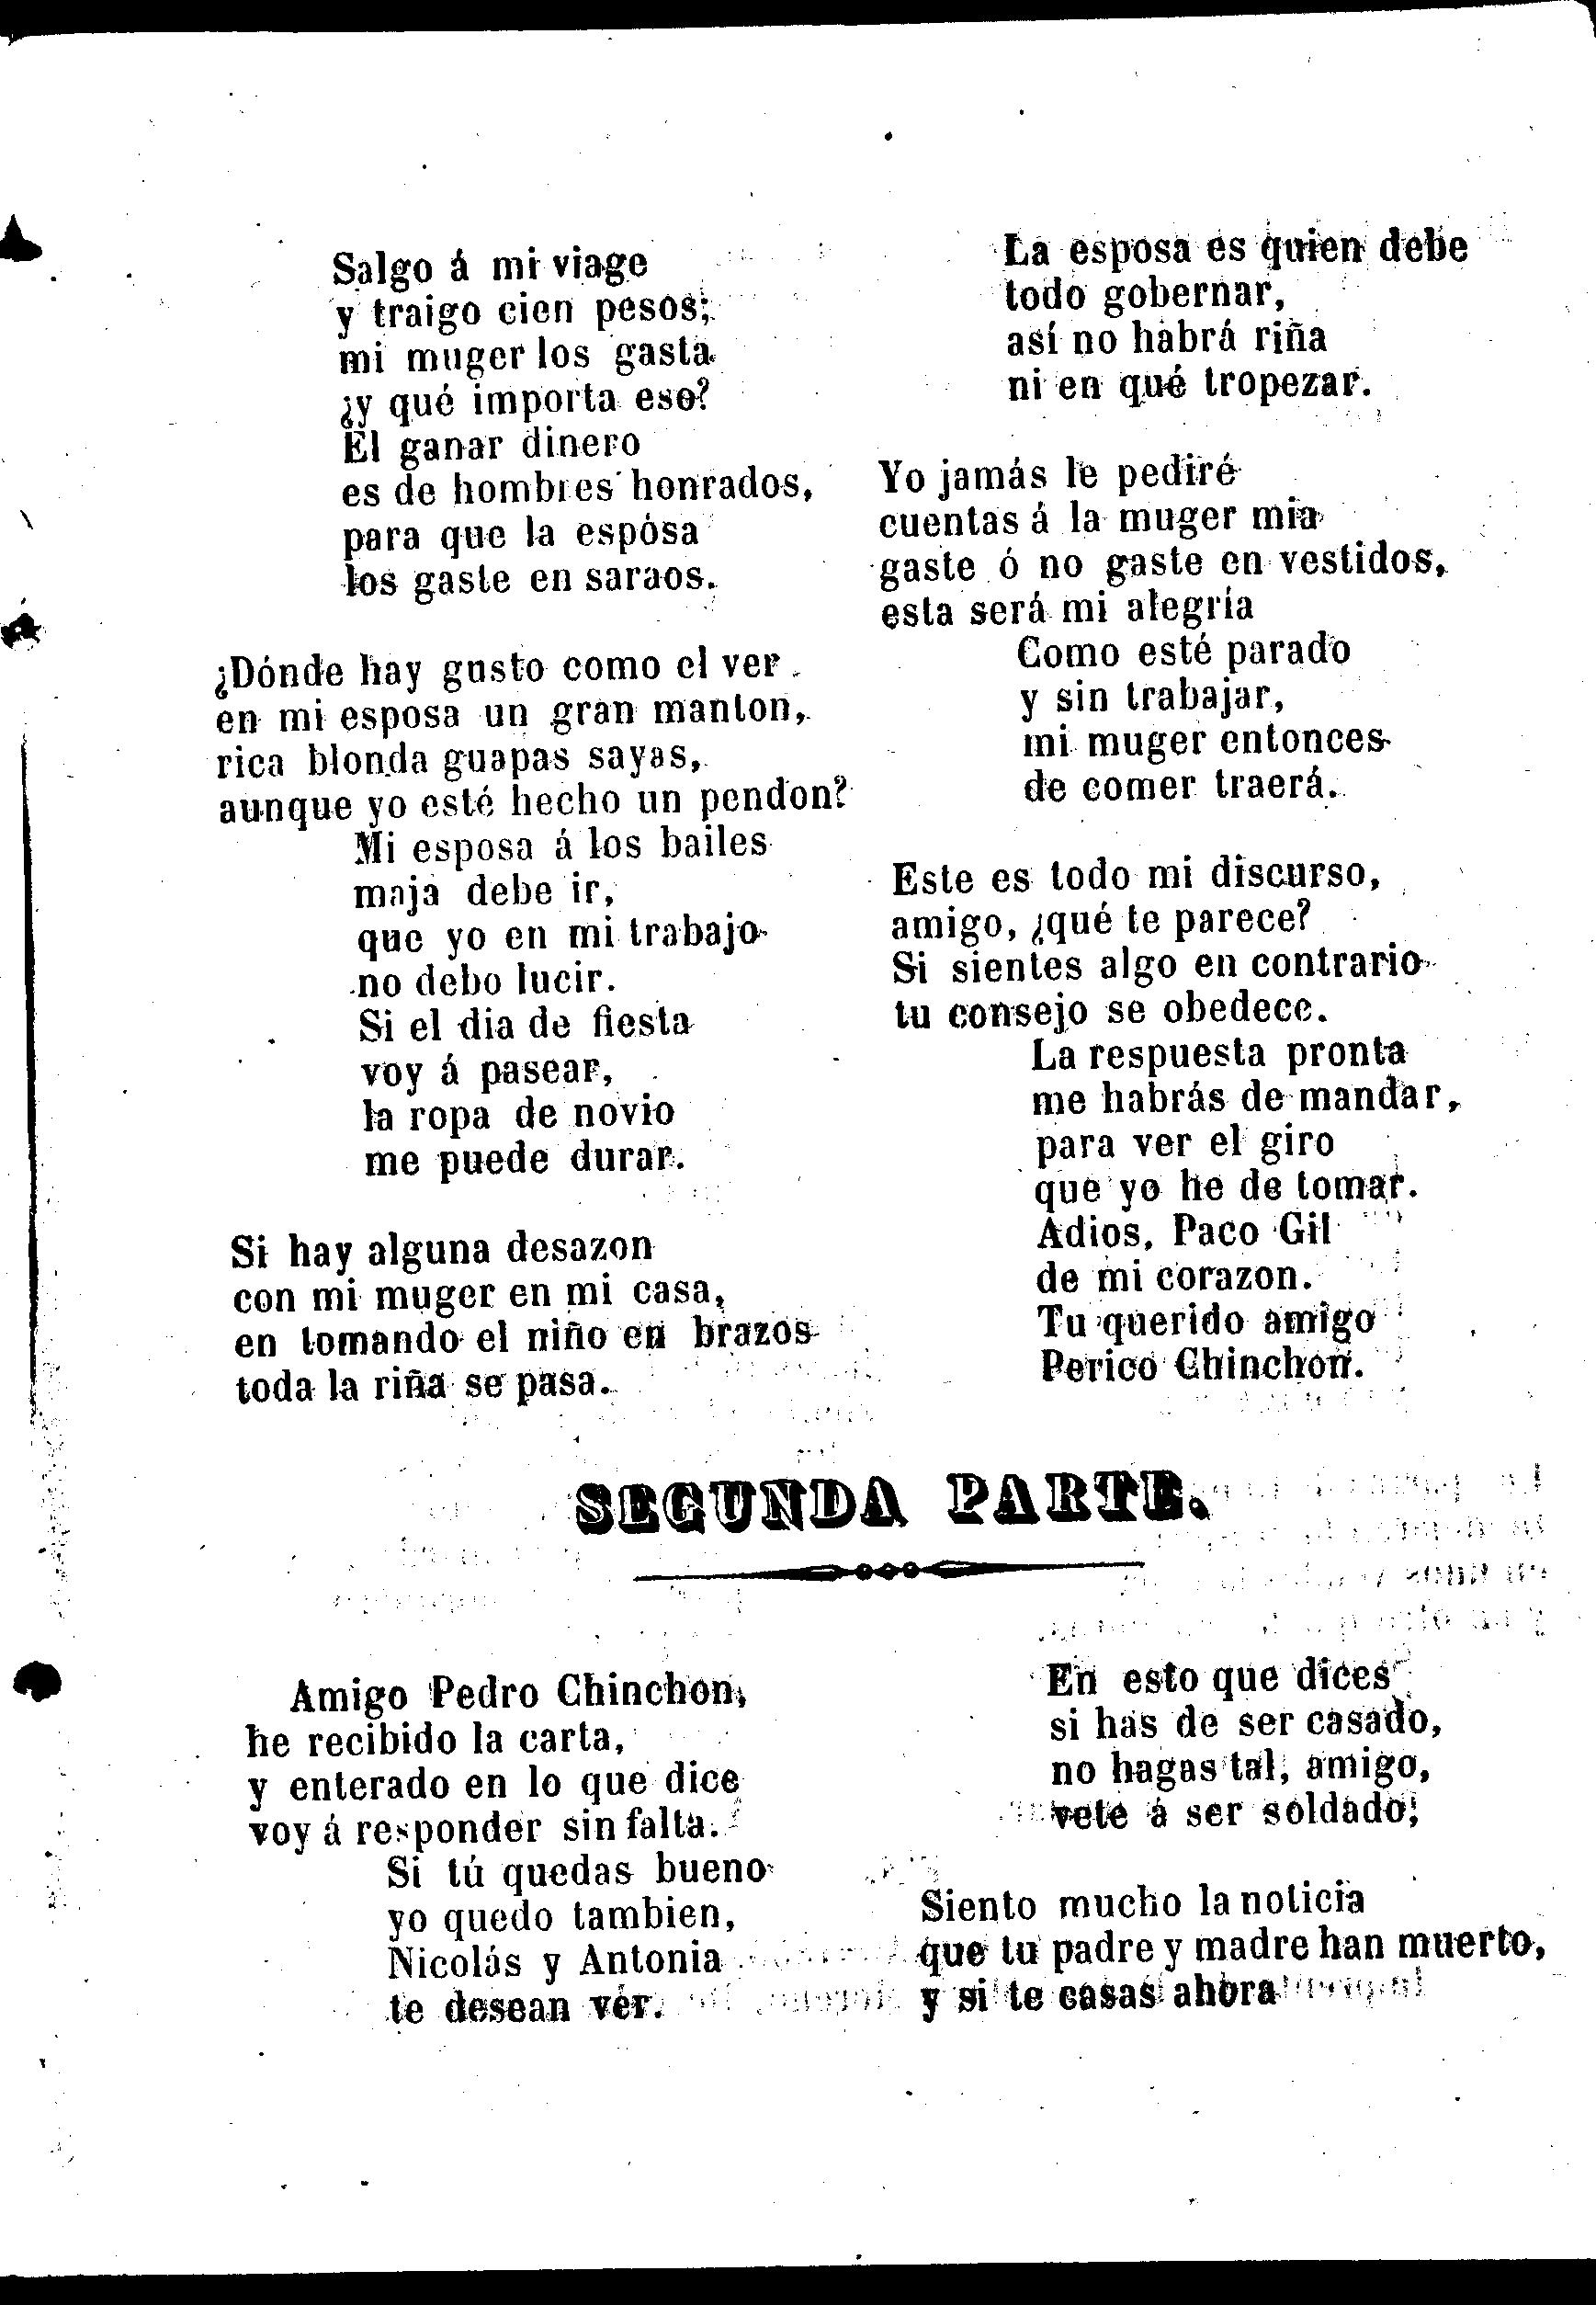 Salgo á mi viage
y traigo cien pesos;
mi muger los gasta
¿y qué importa eso?
El ganar dinero
es de hombres honrados,
para que la espósa
los gaste en saraos.
¿Dónde hay gusto como el ver
en mi esposa un gran manton,
rica blonda guapas sayas,
aunque yo esté hecho un pendon?
Mi esposa á los bailes
maja debe ir,
que yo en mi trabajo
no debo lucir.
Si el dia de fiesta
voy á pasear,
la ropa de novio
me puede durar.
Si hay alguna desazon
con mi muger en mi casa,
en tomando el niño en brazos
toda la riña se pasa.
La esposa es quien debe
todo gobernar,
así no habrá riña
ni en qué tropezar.
Yo jamás le pediré
cuentas á la muger mia
gaste ó no gaste en vestidos,
esta será mi alegría
Como esté parado
y sin trabajar,
mi muger entonces
de comer traerá.
Este es todo mi discurso,
amigo, ¿qué te parece?
Si sientes algo en contrario
tu consejo se obedece.
La respuesta pronta
me habrás de mandar,
para ver el giro
que yo he de tomar.
Adios, Paco Gil
de mi corazon.
Tu querido amigo
Perico Chinchon.
SEGUNDA PARTE.
Amigo Pedro Chinchon,
he recibido la carta,
y enterado en lo que dice
voy á responder sin falta.
Si tú quedas bueno
yo quedo tambien,
Nicolás y Antonia
te desean vér.
En esto que dices
si has de ser casado,
no hagas tal, amigo,
vete á ser soldado;
Siento mucho la noticia
que tu padre y madre han muerto,
y si te casas ahora